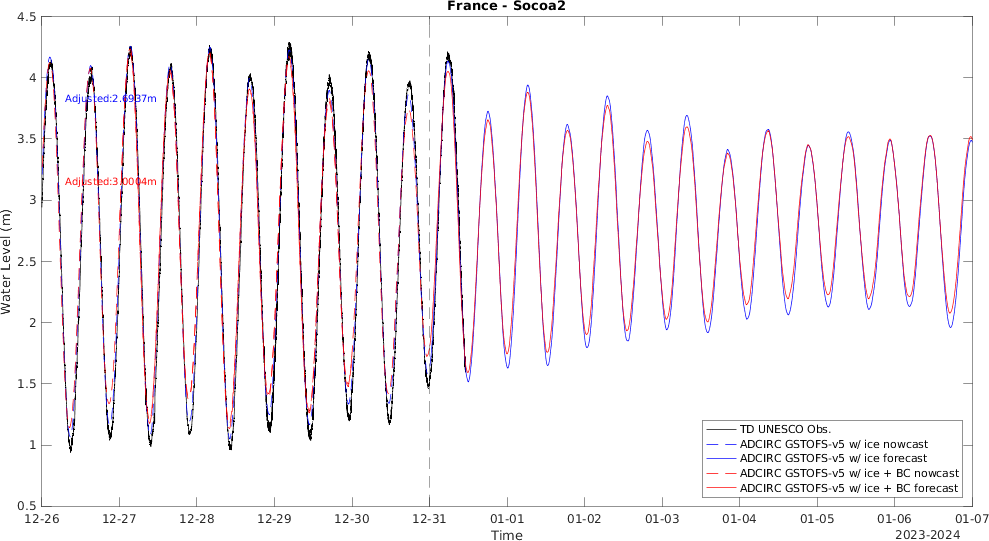 France - Socoa2
4.5
4
3.5
3
2.5
2
1.5
1
0.5
Water Level (m)
Adjusted:2.6937m
Adjusted:3.0004m
TD UNESCO Obs.
ADCIRC GSTOFS-v5 w/ ice nowcast
ADCIRC GSTOFS-v5 w/ ice forecast
ADCIRC GSTOFS-v5 w/ ice + BC nowcast
ADCIRC GSTOFS-v5 w/ ice + BC forecast
12-26 12-27 12-28 12-29 12-30 12-31 01-01 01-02 01-03 01-04 01-05 01-06 01-07
Time
2023-2024